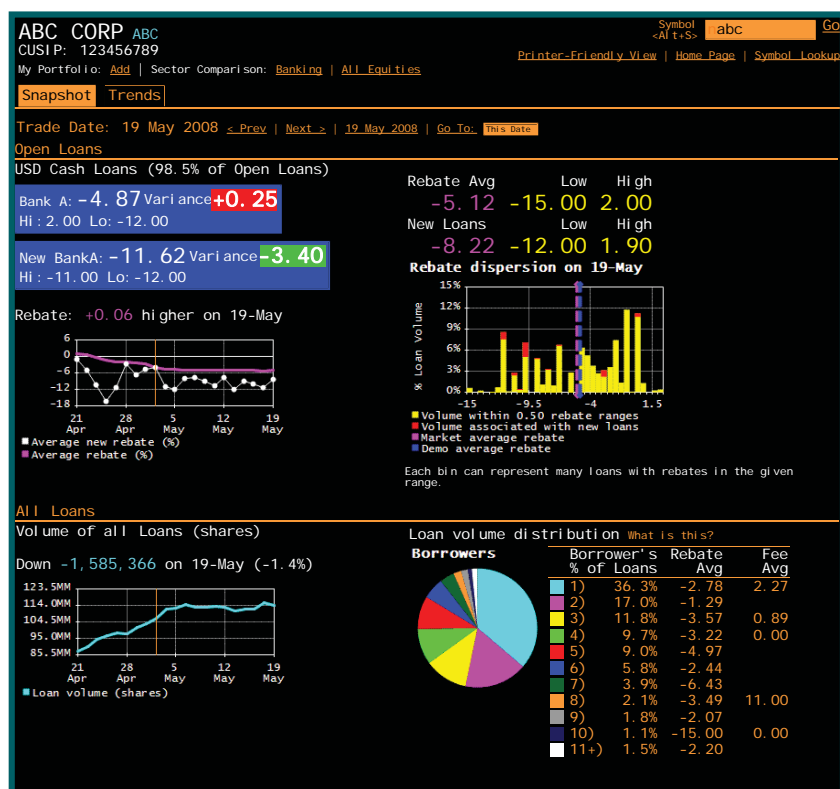 ABC CORP ABC
Symbol <Alt+S> abc Go
CUSIP: 123456789
Printer-Friendly View | Home Page | Symbol Lookup
My Portfolio: Add | Sector Comparison: Banking | All Equities
Snapshot Trends
Trade Date: 19 May 2008 < Prev | Next > | 19 May 2008 | Go To: This Date
Open Loans
USD Cash Loans (98.5% of Open Loans)
Bank A: -4.87 Variance +0.25
Hi: 2.00 Lo: -12.00
New BankA: -11.62 Variance -3.40
Hi: -11.00 Lo: -12.00
Rebate: +0.06 higher on 19-May
6
0
-6
-12
-18
21 28 5 12 19
Apr Apr May May May
Average new rebate (%)
Average rebate (%)
Rebate Avg Low High
-5.12 -15.00 2.00
New Loans Low High
-8.22 -12.00 1.90
Rebate dispersion on 19-May
% Loan Volume
15%
12%
9%
6%
3%
0%
-15 -9.5 -4 1.5
Volume within 0.50 rebate ranges
Volume associated with new loans
Market average rebate
Demo average rebate
Each bin can represent many loans with rebates in the given
range.
All Loans
Volume of all Loans (shares)
Down -1,585,366 on 19-May (-1.4%)
123.5MM
114.0MM
104.5MM
95.0MM
85.5MM
21 28 5 12 19
Apr Apr May May May
Loan volume (shares)
Loan volume distribution What is this?
Borrowers
Borrower's Rebate Fee
% of Loans Avg Avg
1) 36.3% -2.78 2.27
2) 17.0% -1.29
3) 11.8% -3.57 0.89
4) 9.7% -3.22 0.00
5) 9.0% -4.97
6) 5.8% -2.44
7) 3.9% -6.43
8) 2.1% -3.49 11.00
9) 1.8% -2.07
10) 1.1% -15.00 0.00
11+) 1.5% -2.20